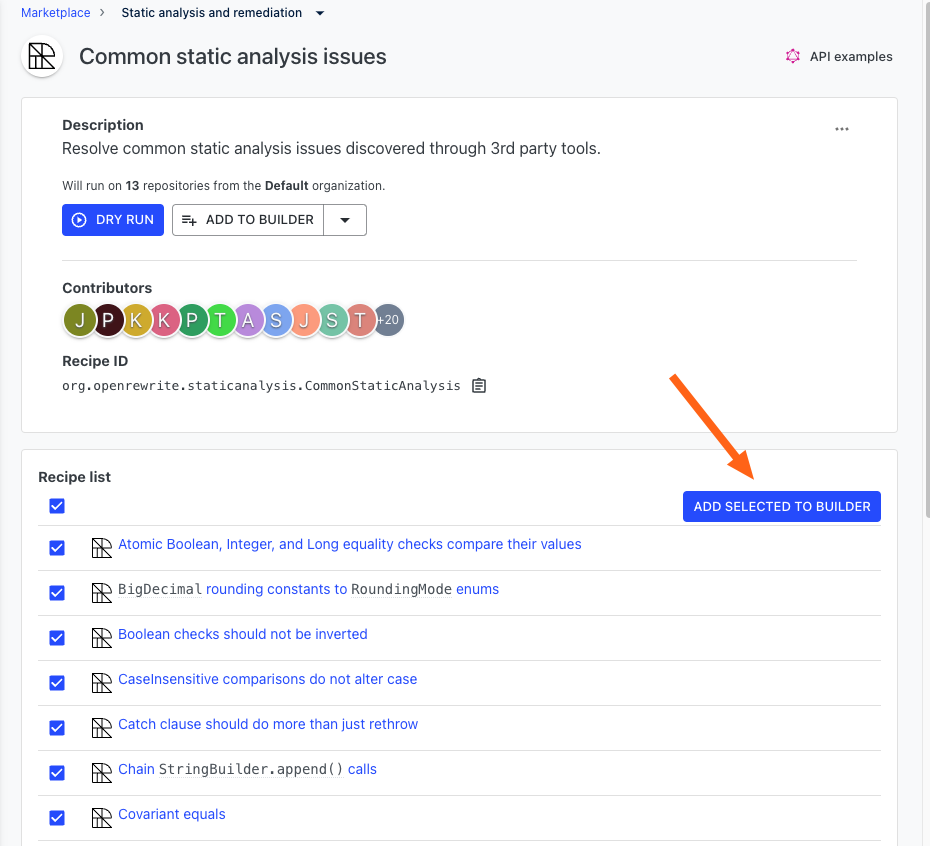 Marketplace > Static analysis and remediation
Common static analysis issues
API examples
Description
Resolve common static analysis issues discovered through 3rd party tools.
Will run on 13 repositories from the Default organization.
DRY RUN
ADD TO BUILDER
Contributors
J P K K P T A S J S T +20
Recipe ID
org.openrewrite.staticanalysis.CommonStaticAnalysis
Recipe list
ADD SELECTED TO BUILDER
Atomic Boolean, Integer, and Long equality checks compare their values
BigDecimal rounding constants to RoundingMode enums
Boolean checks should not be inverted
CaseInsensitive comparisons do not alter case
Catch clause should do more than just rethrow
Chain StringBuilder.append() calls
Covariant equals